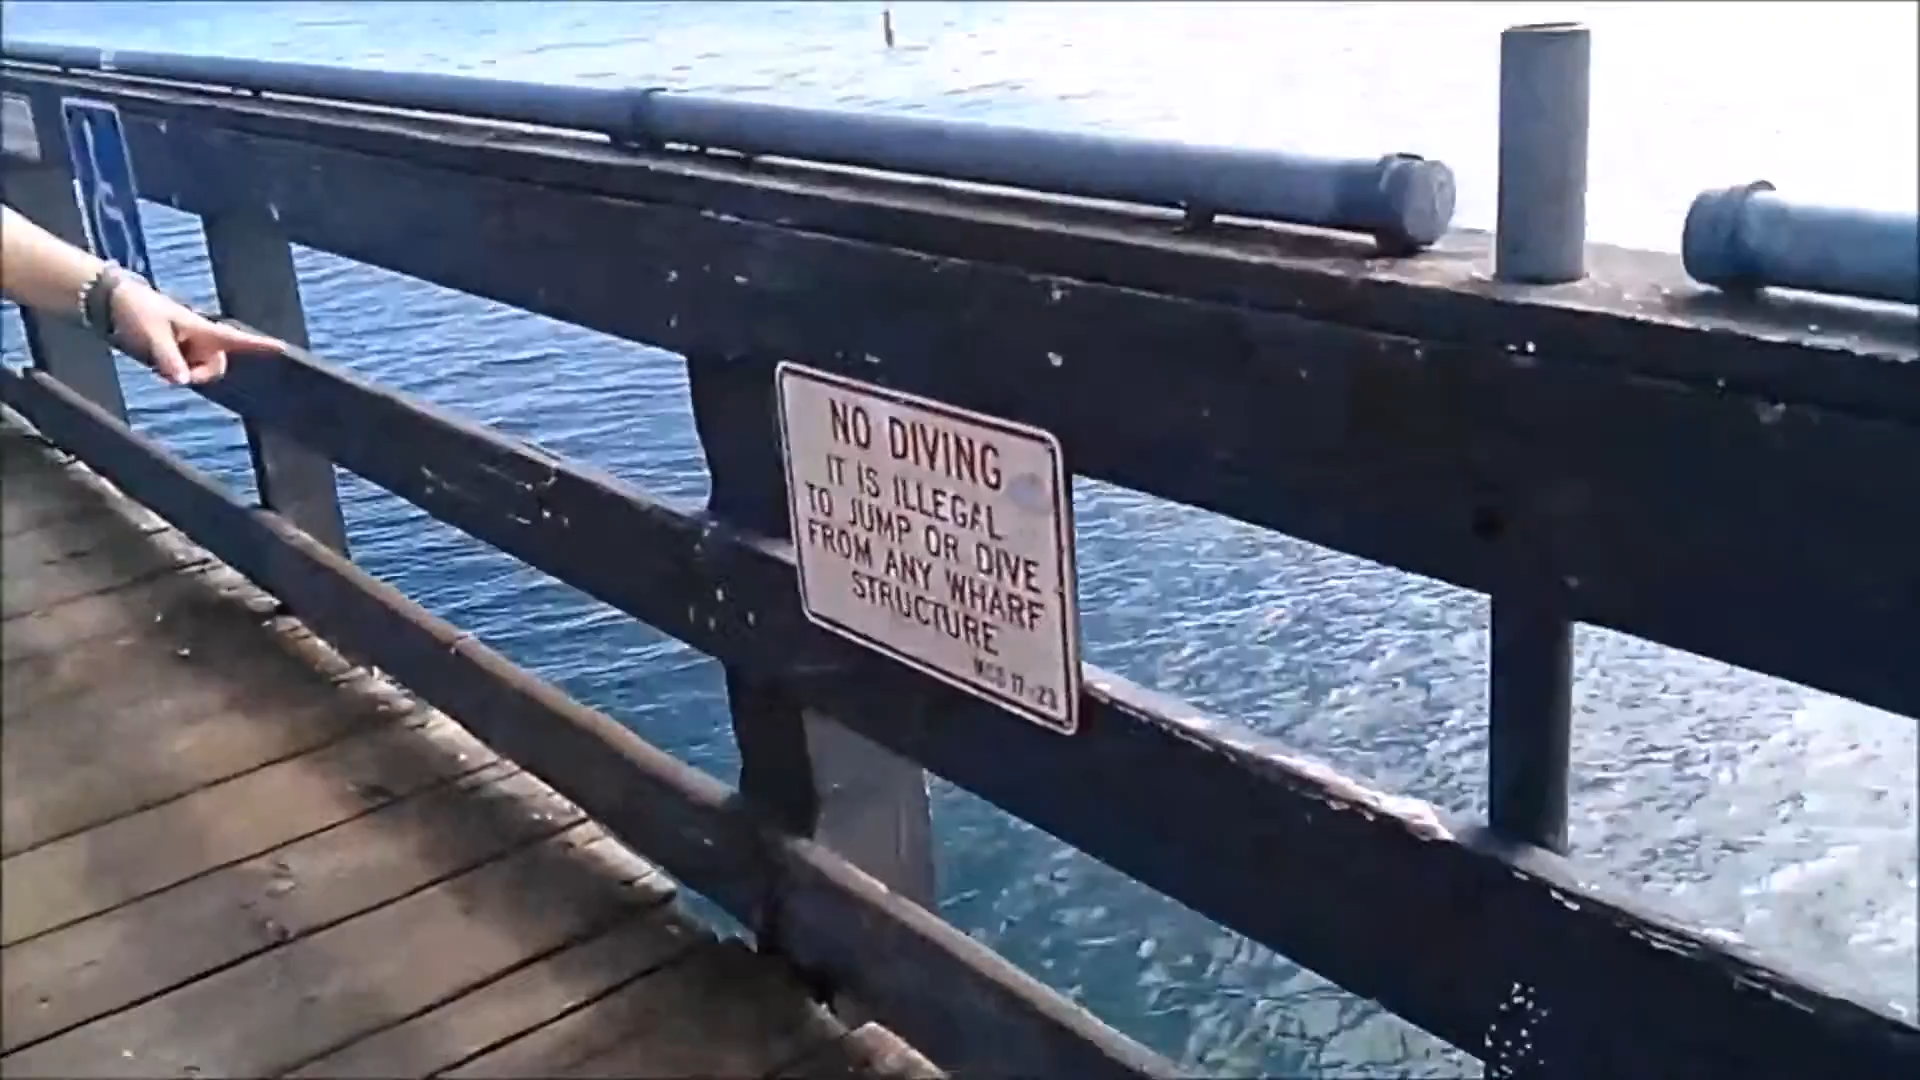 NO DIVING
IT IS ILLEGAL
TO JUMP OR DIVE
FROM ANY WHARF
STRUCTURE